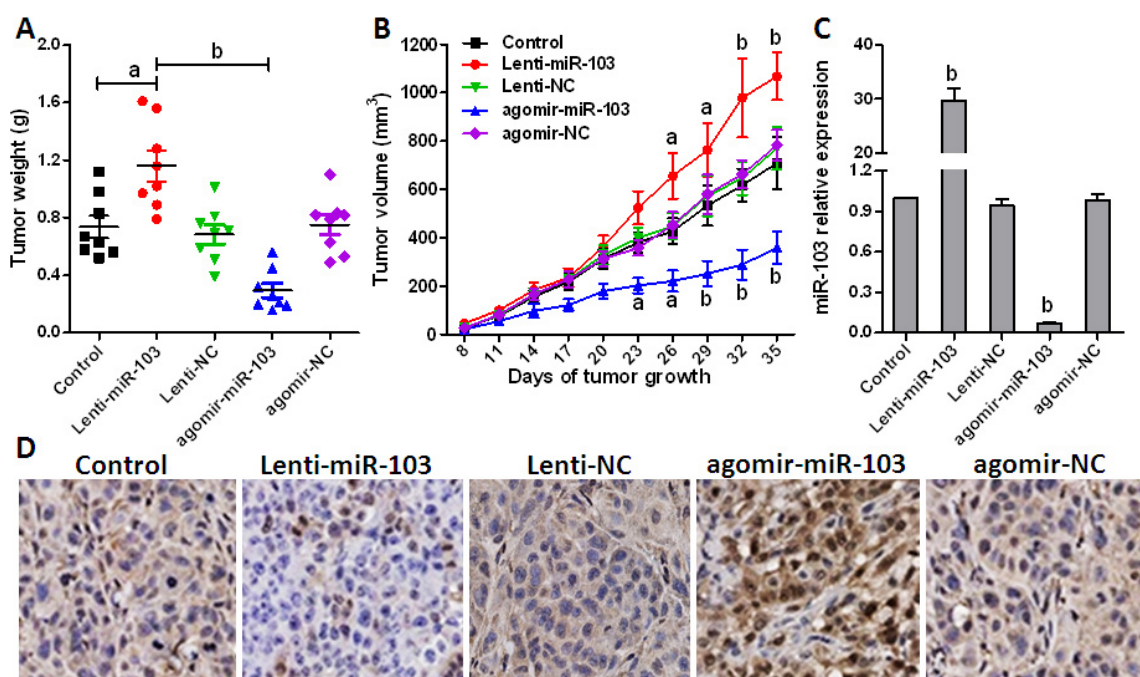 A
Tumor weight (g)
2.0
1.6
1.2
0.8
0.4
0.0
a
b
Control
Lenti-miR-103
Lenti-NC
agomir-miR-103
agomir-NC
B
Tumor volume (mm³)
1200
1000
800
600
400
200
0
Control
Lenti-miR-103
Lenti-NC
agomir-miR-103
agomir-NC
a
a
b
b
a
a
b
b
b
8
11
14
17
20
23
26
29
32
35
Days of tumor growth
C
miR-103 relative expression
40
30
20
1.2
0.9
0.6
0.3
0.0
b
b
Control
Lenti-miR-103
Lenti-NC
agomir-miR-103
agomir-NC
D
Control
Lenti-miR-103
Lenti-NC
agomir-miR-103
agomir-NC